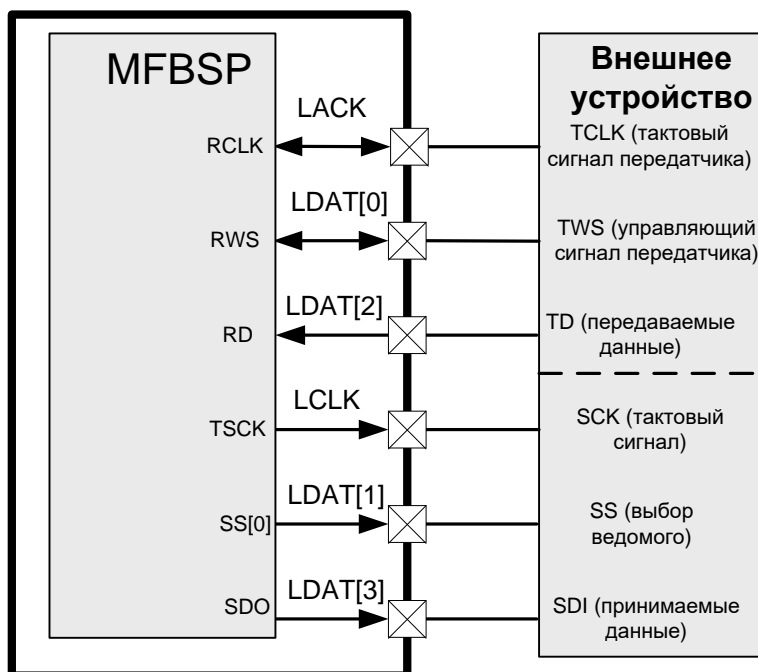 MFBSP
Внешнее
устройство
LACK
RCLK
TCLK (тактовый
сигнал передатчика)
LDAT[0]
RWS
TWS (управляющий
сигнал передатчика)
LDAT[2]
RD
TD (передаваемые
данные)
LCLK
TSCK
SCK (тактовый
сигнал)
LDAT[1]
SS[0]
SS (выбор
ведомого)
LDAT[3]
SDO
SDI (принимаемые
данные)